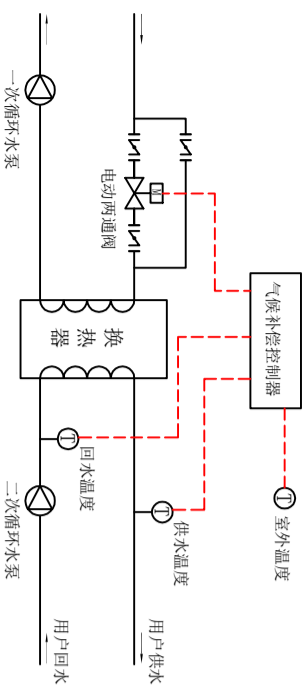 气候补偿控制器
T
室外温度
M
电动两通阀
T
供水温度
用户供水
换热器
一次循环水泵
T
回水温度
二次循环水泵
用户回水